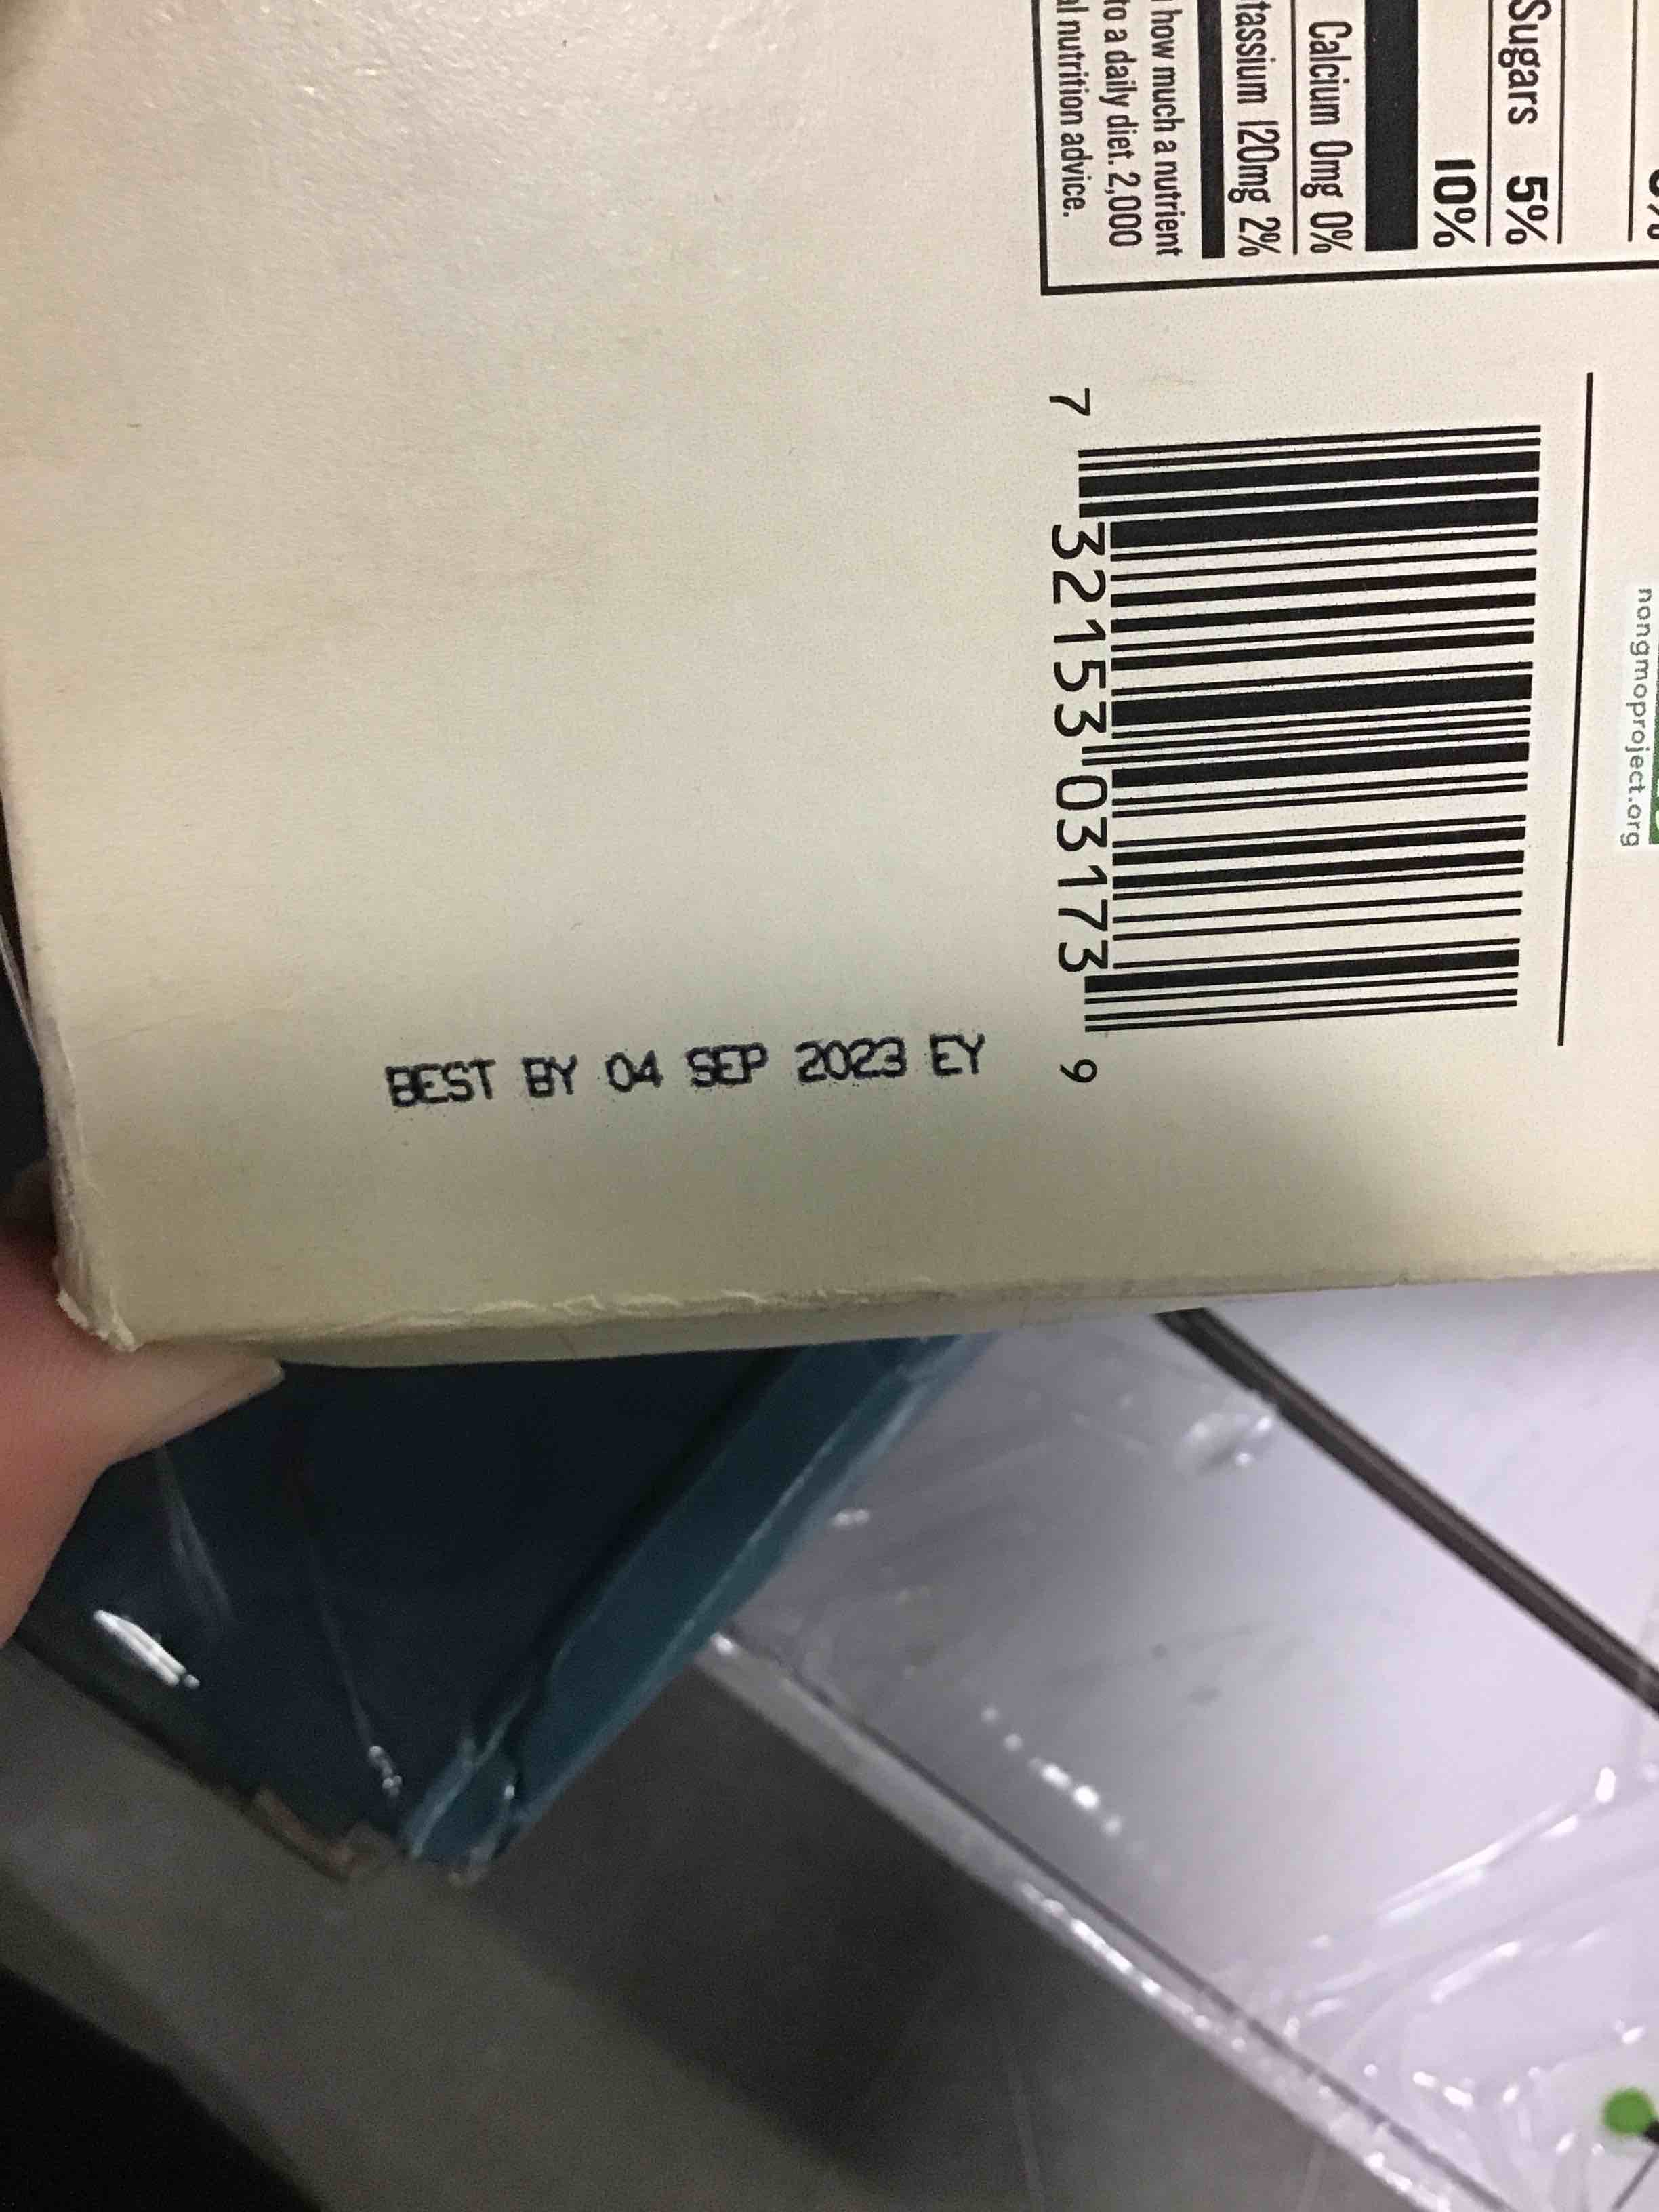 Sugars 5%
10%
Calcium 0mg 0%
tassium 120mg 2%
how much a nutrient
to a daily diet. 2,000
al nutrition advice.
7 32153 03173 9
nongmoproject.org
BEST BY 04 SEP 2023 EY